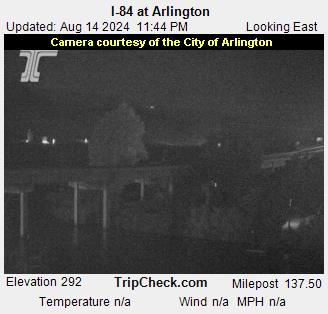 I-84 at Arlington
Updated: Aug 14 2024 11:44 PM Looking East
Camera courtesy of the City of Arlington
Elevation 292 TripCheck.com Milepost 137.50
Temperature n/a Wind n/a MPH n/a